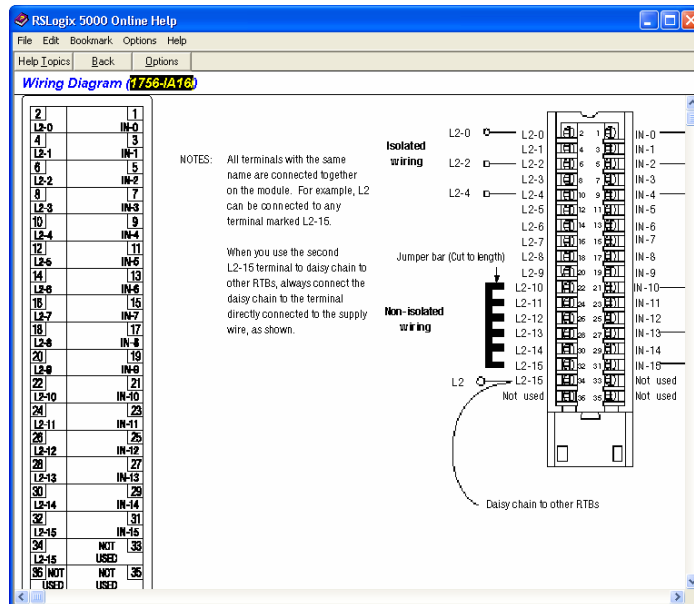 RSLogix 5000 Online Help
File Edit Bookmark Options Help
Help Topics Back Options
Wiring Diagram (1756-IA16I)
2 1
L2-0 IN-0
4 3
L2-1 IN-1
6 5
L2-2 IN-2
8 7
L2-3 IN-3
10 9
L2-4 IN-4
12 11
L2-5 IN-5
14 13
L2-6 IN-6
16 15
L2-7 IN-7
18 17
L2-8 IN-8
20 19
L2-9 IN-9
22 21
L2-10 IN-10
24 23
L2-11 IN-11
26 25
L2-12 IN-12
28 27
L2-13 IN-13
30 29
L2-14 IN-14
32 31
L2-15 IN-15
34 NOT 33
L2-15 USED
36 NOT NOT 35
USED USED
NOTES: All terminals with the same
name are connected together
on the module. For example, L2
can be connected to any
terminal marked L2-15.
When you use the second
L2-15 terminal to daisy chain to
other RTBs, always connect the
daisy chain to the terminal
directly connected to the supply
wire, as shown.
Isolated
wiring
Jumper bar (Cut to length)
Non-isolated
wiring
L2-0 L2-0 2 1 IN-0
L2-1 4 3 IN-1
L2-2 L2-2 6 5 IN-2
L2-3 8 7 IN-3
L2-4 L2-4 10 9 IN-4
L2-5 12 11 IN-5
L2-6 14 13 IN-6
L2-7 16 15 IN-7
L2-8 18 17 IN-8
L2-9 20 19 IN-9
L2-10 22 21 IN-10
L2-11 24 23 IN-11
L2-12 26 25 IN-12
L2-13 28 27 IN-13
L2-14 30 29 IN-14
L2-15 32 31 IN-15
L2 L2-15 34 33 Not used
Not used 36 35 Not used
Daisy chain to other RTBs